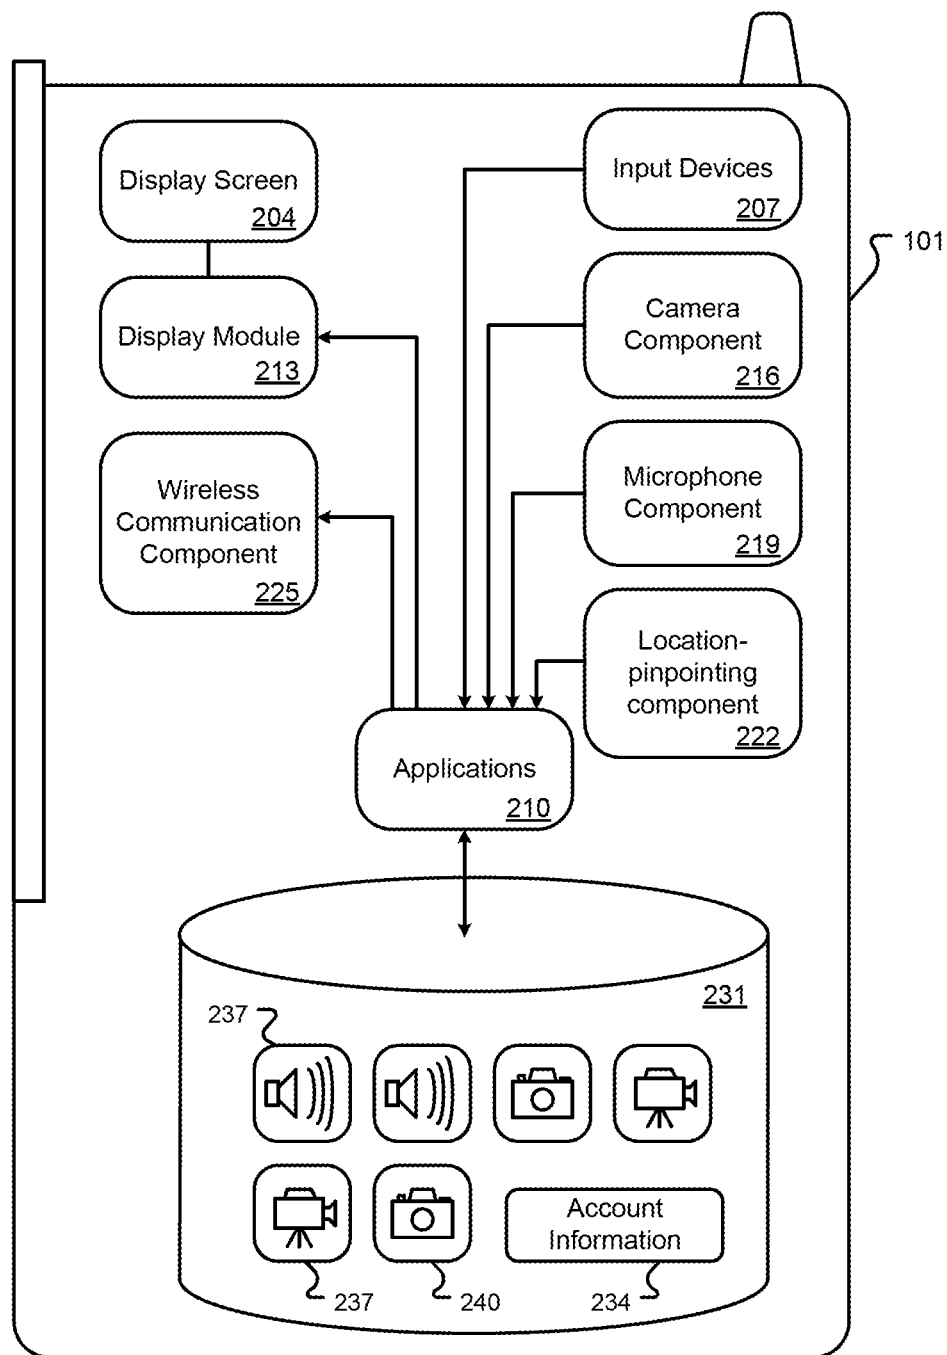 Display Screen
204
Display Module
213
Wireless
Communication
Component
225
Input Devices
207
101
Camera
Component
216
Microphone
Component
219
Location-
pinpointing
component
222
Applications
210
231
237
Account
Information
237
240
234